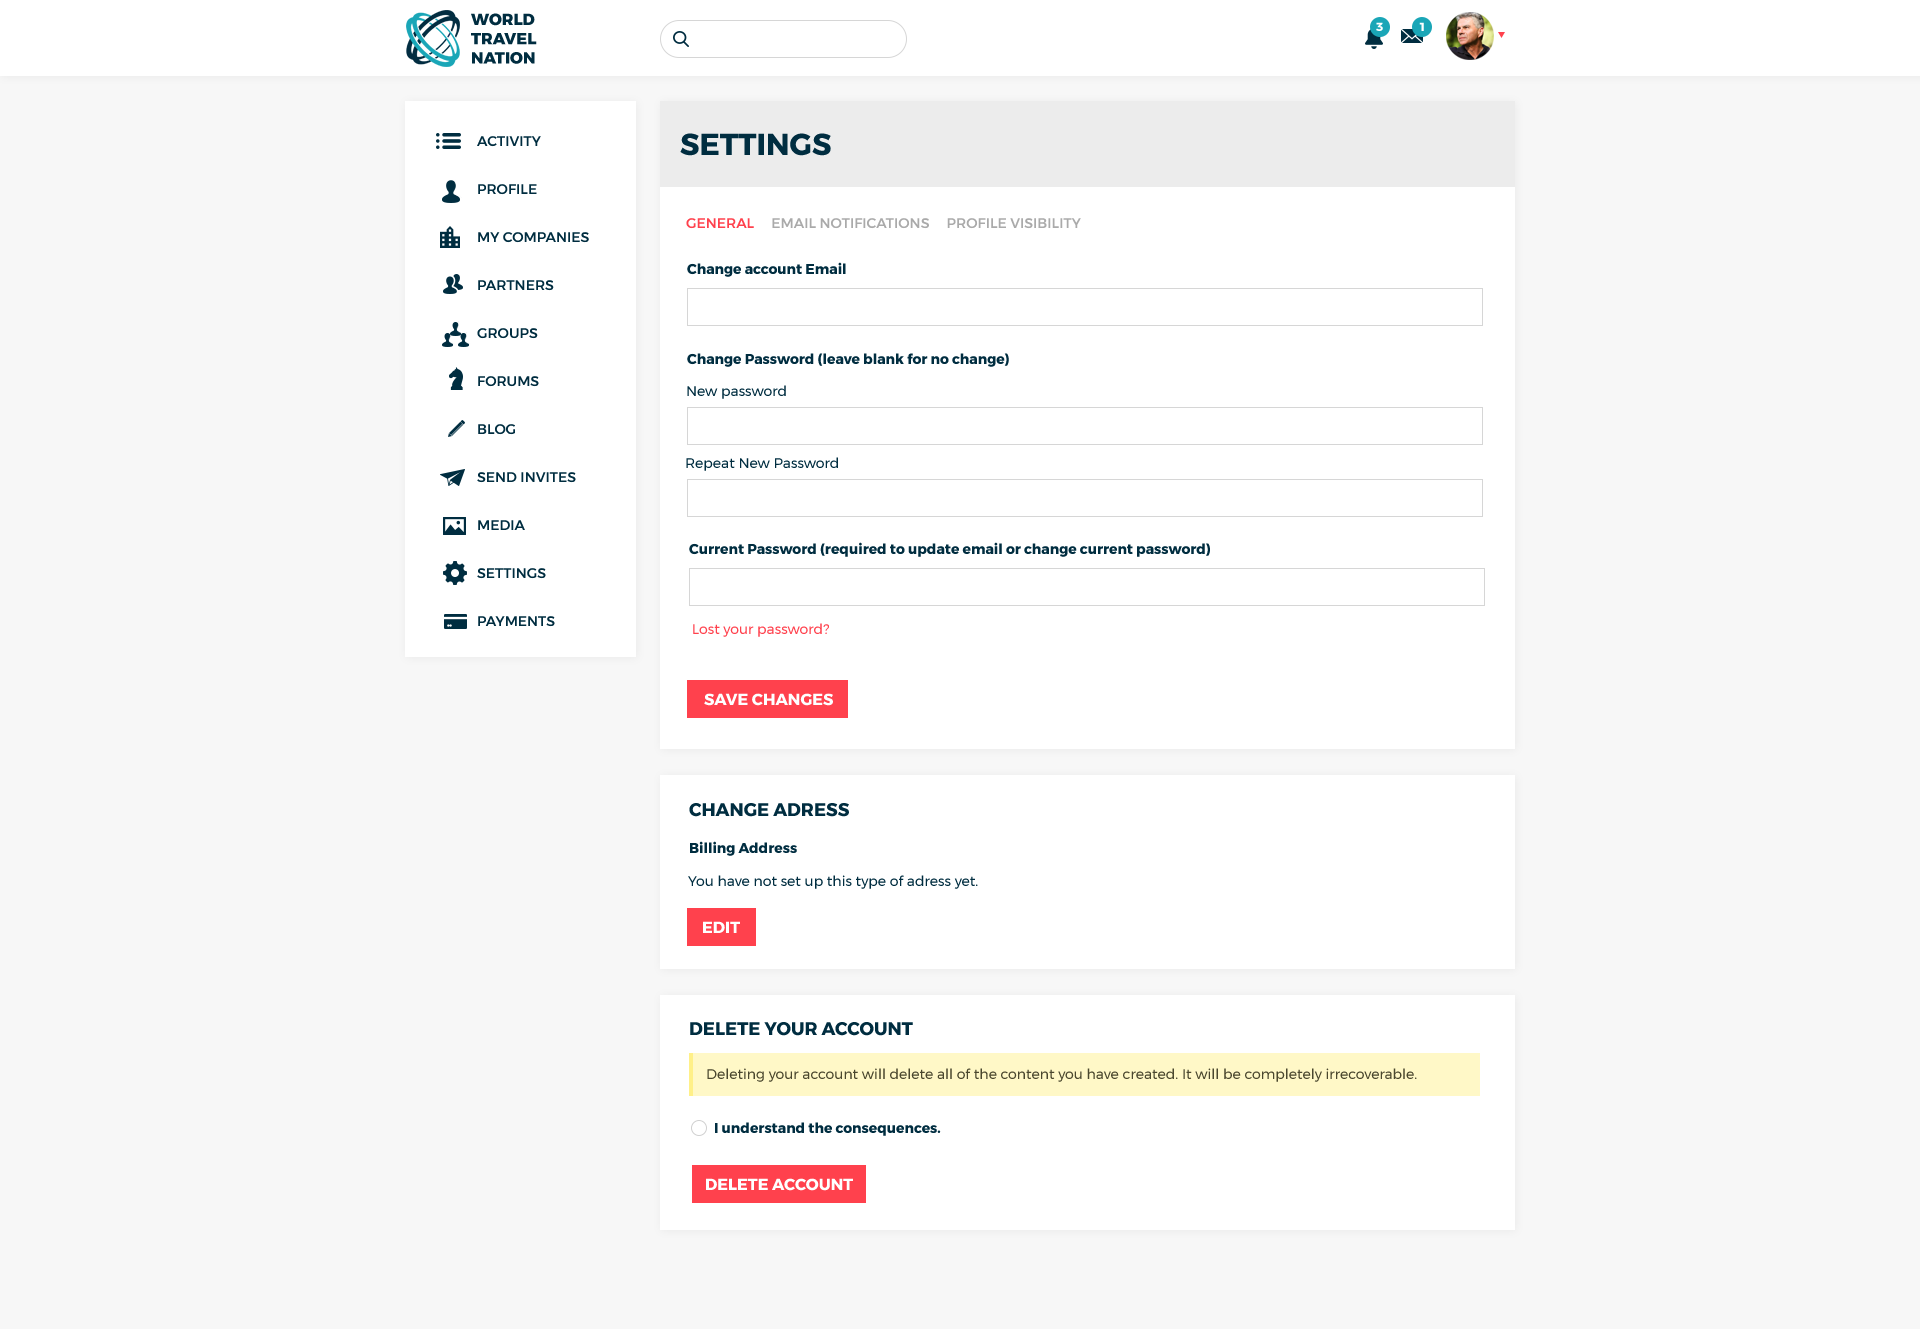 WORLD
TRAVEL
NATION
3
1
ACTIVITY
PROFILE
MY COMPANIES
PARTNERS
GROUPS
FORUMS
BLOG
SEND INVITES
MEDIA
SETTINGS
PAYMENTS
SETTINGS
GENERAL EMAIL NOTIFICATIONS PROFILE VISIBILITY
Change account Email
Change Password (leave blank for no change)
New password
Repeat New Password
Current Password (required to update email or change current password)
Lost your password?
SAVE CHANGES
CHANGE ADRESS
Billing Address
You have not set up this type of adress yet.
EDIT
DELETE YOUR ACCOUNT
Deleting your account will delete all of the content you have created. It will be completely irrecoverable.
I understand the consequences.
DELETE ACCOUNT